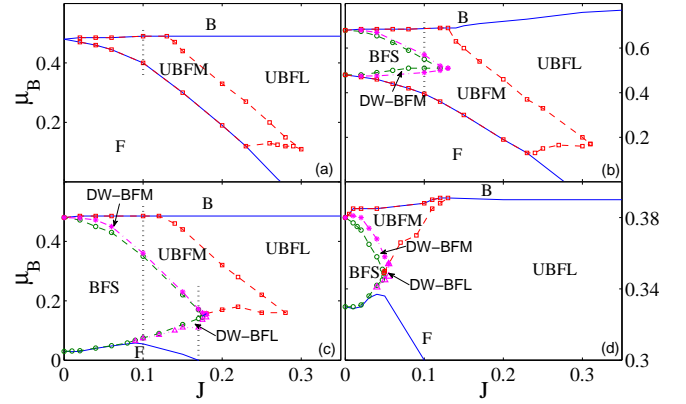 B
B
0.4
μB
0.2
UBFM
UBFL
F
(a)
BFS
DW-BFM
UBFM
UBFL
F
(b)
0.6
0.4
0.2
DW-BFM
B
0.4
μB
0.2
UBFM
UBFL
BFS
DW-BFL
F
(c)
0
0
0.1
0.2
0.3
J
B
UBFM
DW-BFM
BFS
DW-BFL
UBFL
F
(d)
0.38
0.34
0.3
0
0.1
0.2
0.3
J